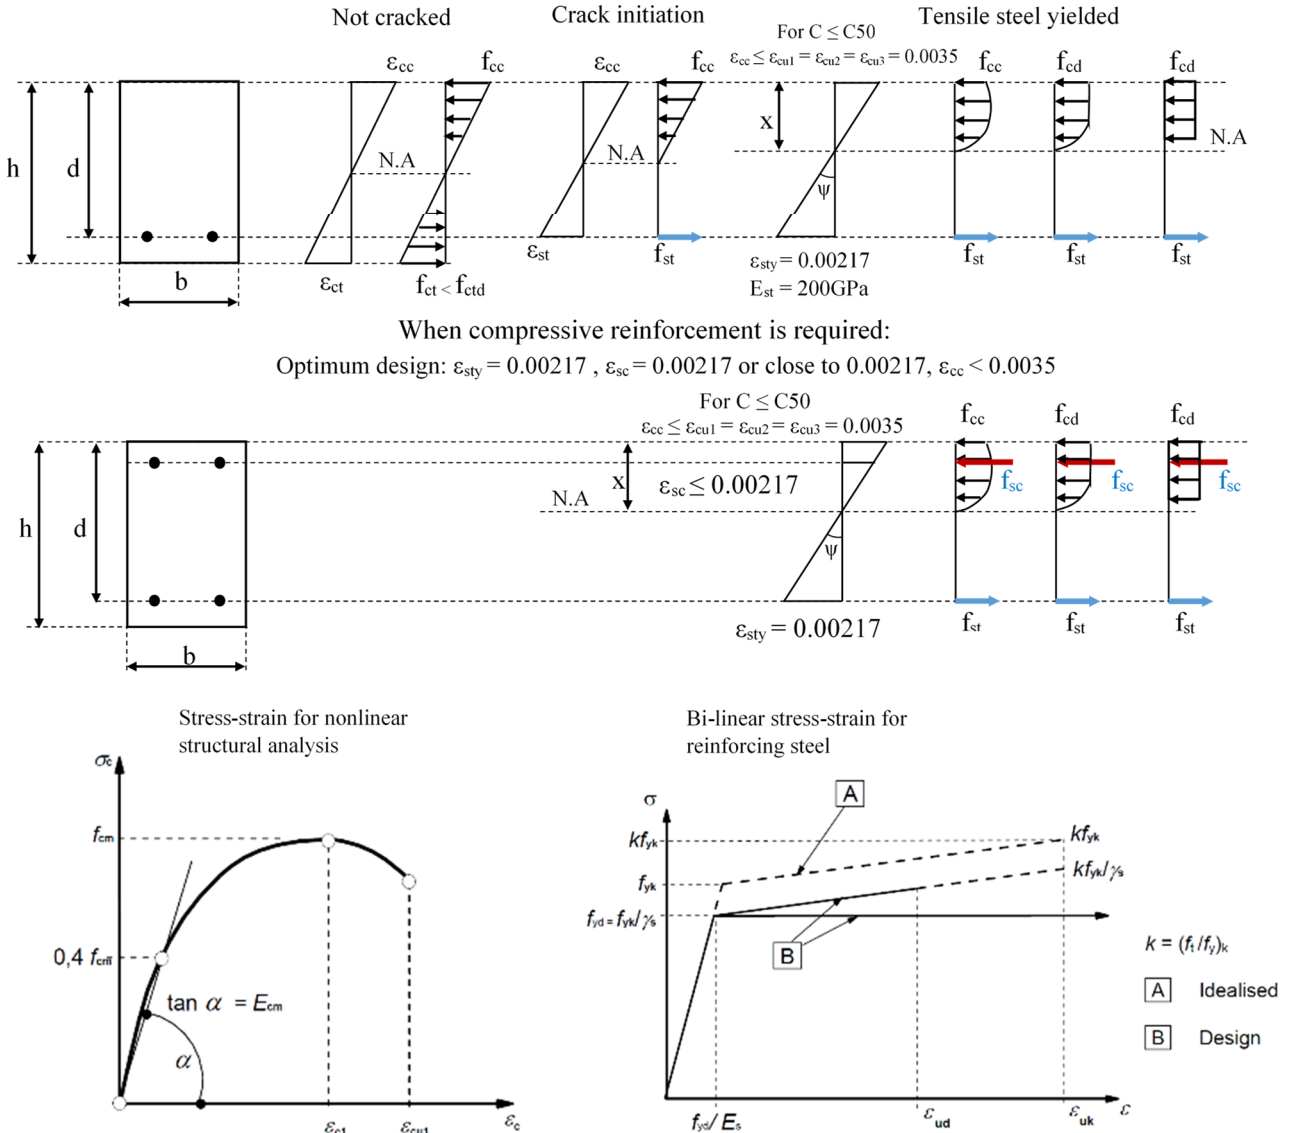 Not cracked
Crack initiation
Tensile steel yielded
For C ≤ C50
εcc ≤ εcu1 = εcu2 = εcu3 = 0.0035
εcc
fcc
εcc
fcc
fcc
fcd
fcd
h
d
x
N.A
N.A
N.A
ψ
b
εct
fct < fctd
εst
fst
εsty = 0.00217
Est = 200GPa
fst
fst
fst
When compressive reinforcement is required:
Optimum design: εsty = 0.00217 , εsc = 0.00217 or close to 0.00217, εcc < 0.0035
For C ≤ C50
εcc ≤ εcu1 = εcu2 = εcu3 = 0.0035
fcc
fcd
fcd
h
d
x
εsc ≤ 0.00217
N.A
fsc
fsc
fsc
ψ
b
εsty = 0.00217
fst
fst
fst
Stress-strain for nonlinear
structural analysis
σc
fcm
0,4 fcm
tan α = Ecm
α
εc1
εcu1
εc
Bi-linear stress-strain for
reinforcing steel
σ
A
kfyk
kfyk
kfyk/γs
fyk
fyd = fyk/γs
B
k = (ft/fy)k
A Idealised
B Design
fyd/ Es
εud
εuk
ε